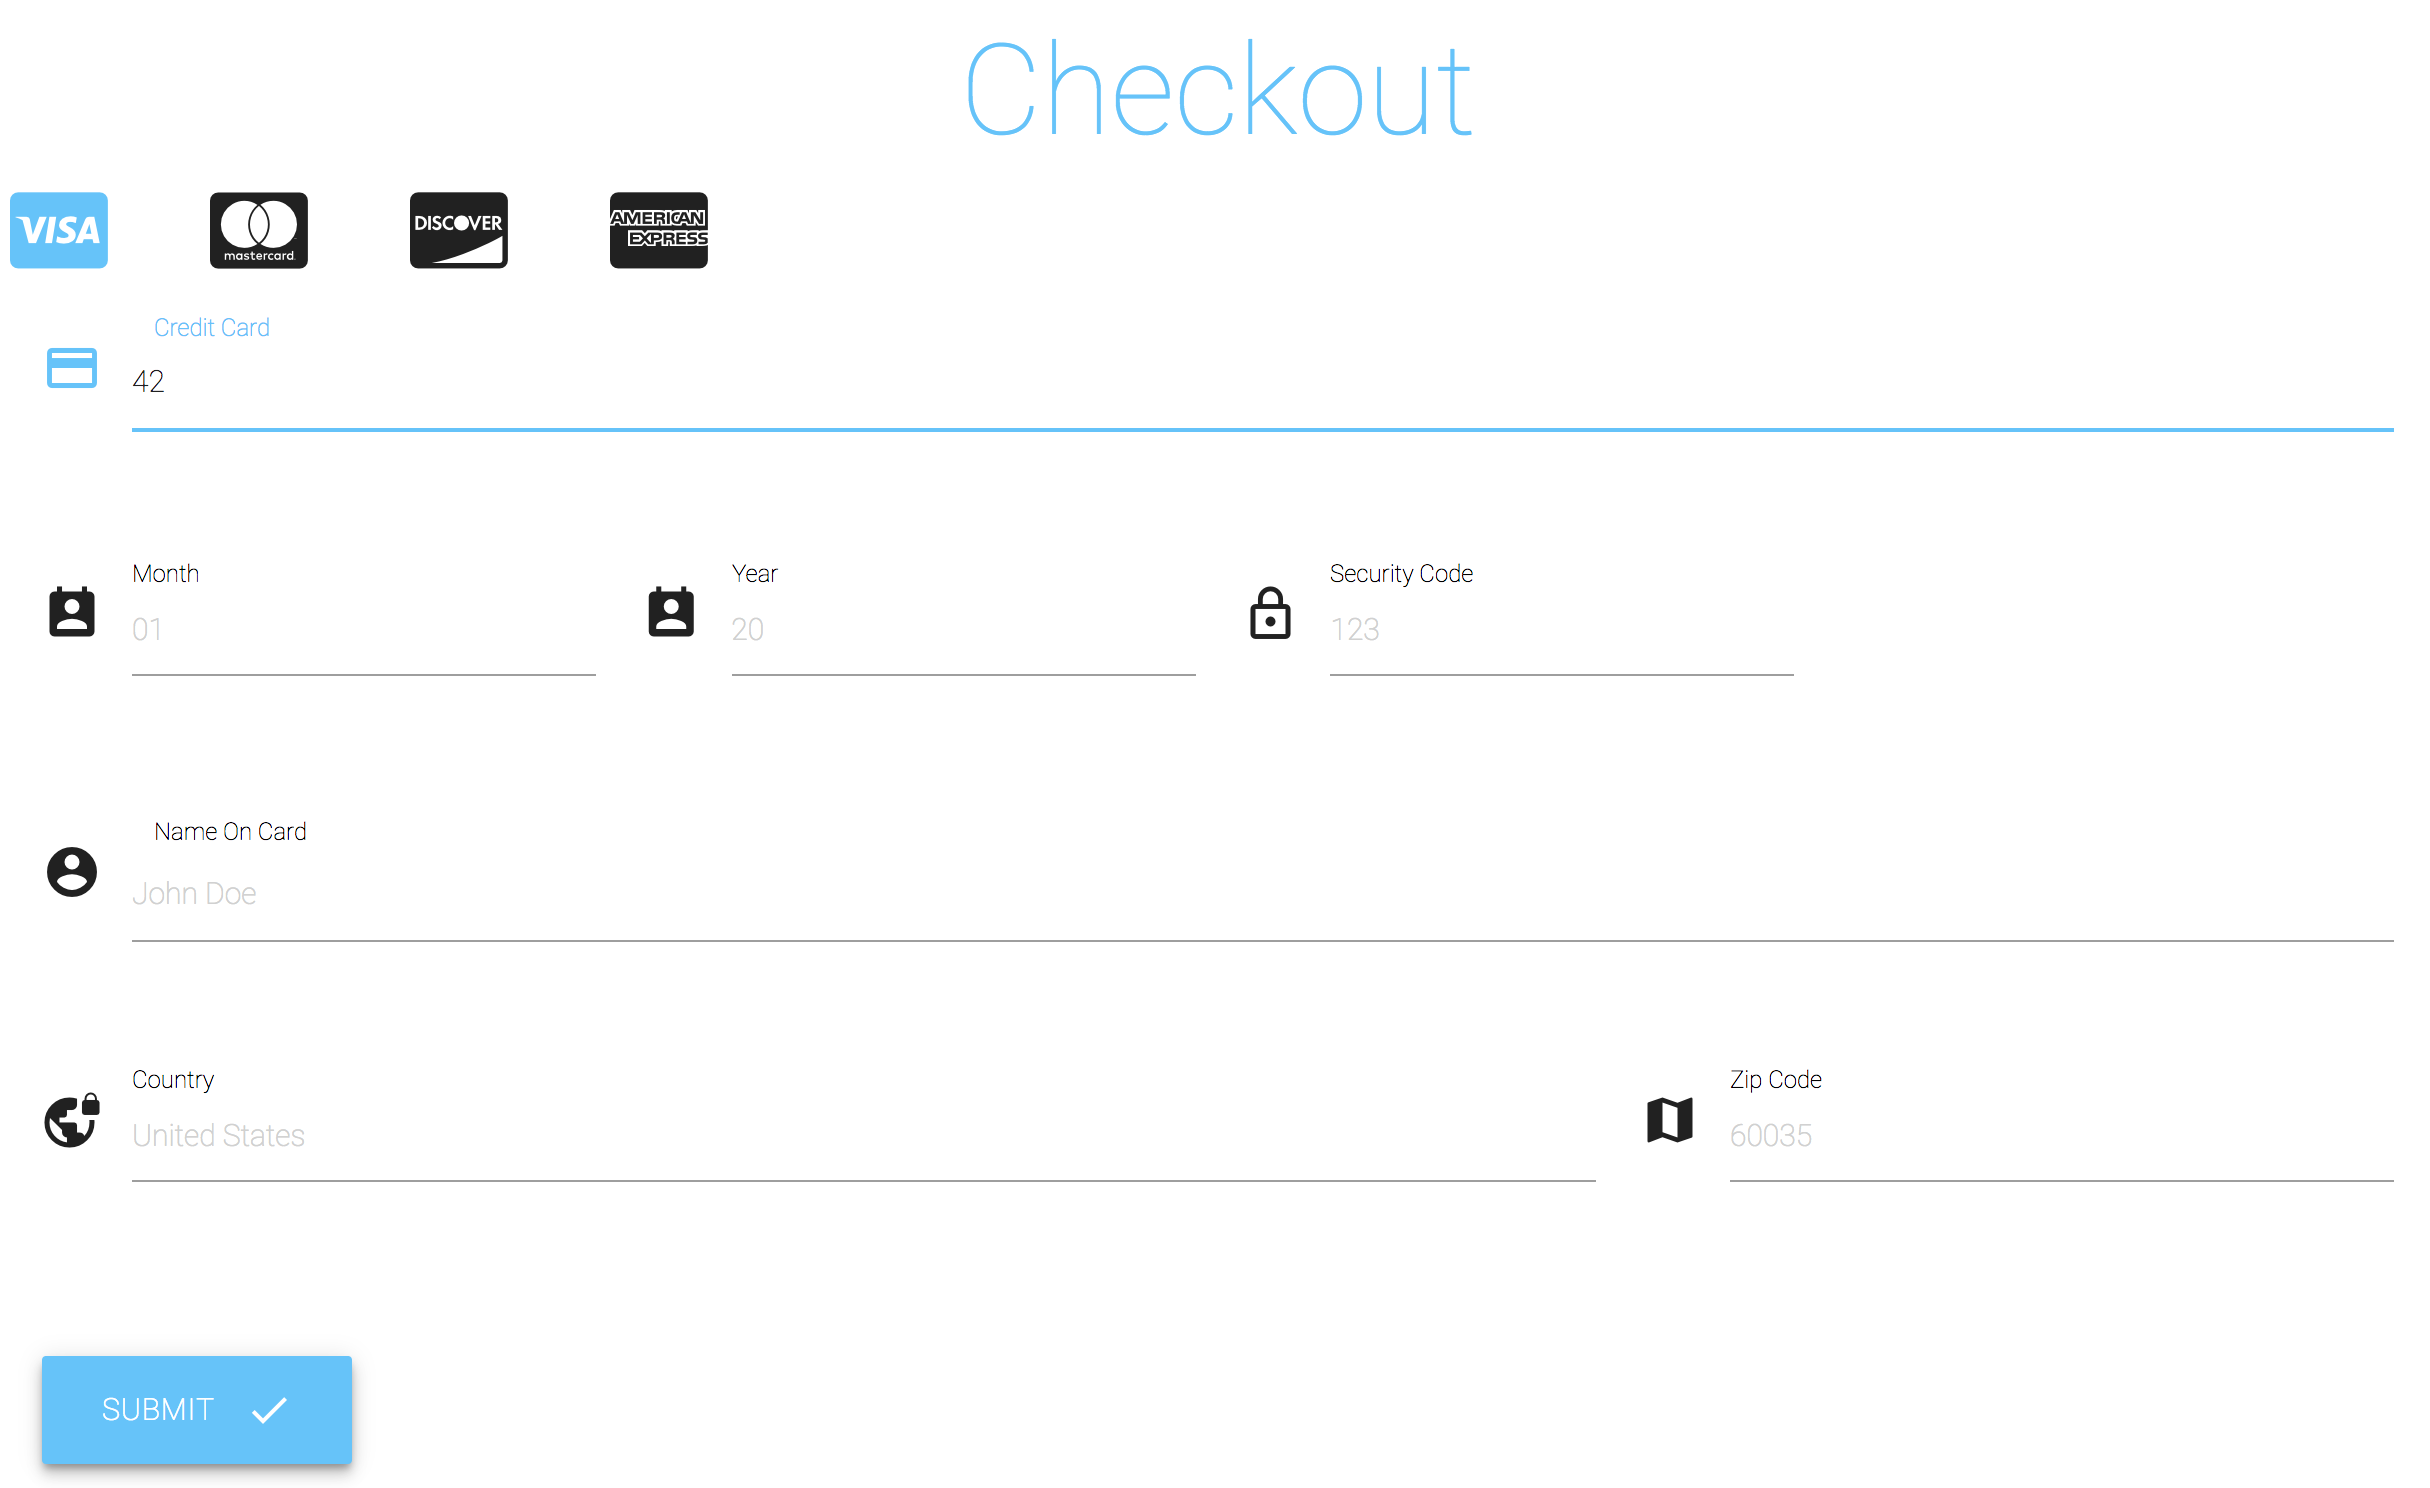 Checkout
VISA mastercard. DISCOVER AMERICAN EXPRESS
Credit Card
42
Month Year Security Code
01 20 123
Name On Card
John Doe
Country Zip Code
United States 60035
SUBMIT